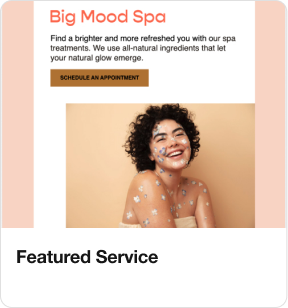 Big Mood Spa
Find a brighter and more refreshed you with our spa
treatments. We use all-natural ingredients that let
your natural glow emerge.
SCHEDULE AN APPOINTMENT
Featured Service